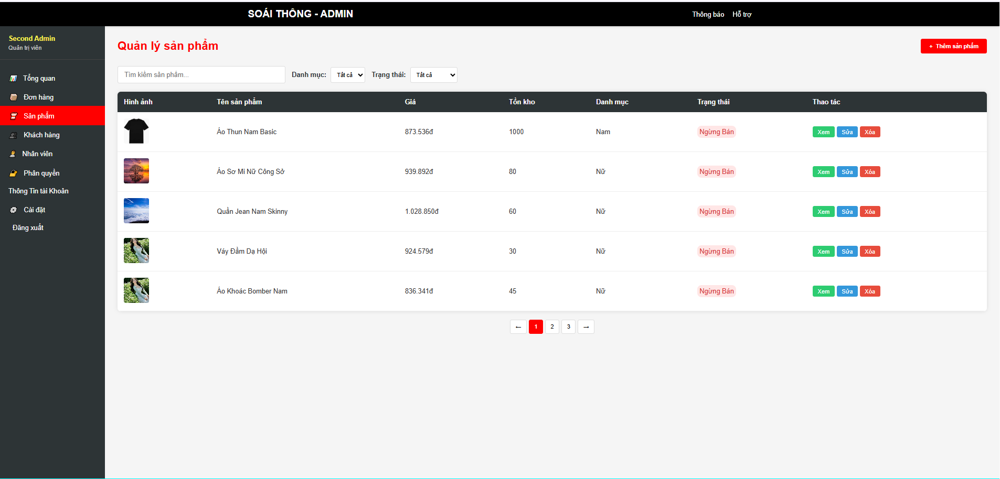 SOÁI THÔNG - ADMIN
Thông báo Hỗ trợ
Second Admin
Quản trị viên
Tổng quan
Đơn hàng
Sản phẩm
Khách hàng
Nhân viên
Phân quyền
Thông Tin tài Khoản
Cài đặt
Đăng xuất
Quản lý sản phẩm
+ Thêm sản phẩm
Tìm kiếm sản phẩm... Danh mục: Tất cả Trạng thái: Tất cả
Hình ảnh Tên sản phẩm Giá Tồn kho Danh mục Trạng thái Thao tác
Áo Thun Nam Basic 873.536đ 1000 Nam Ngừng Bán Xem Sửa Xóa
Áo Sơ Mi Nữ Công Sở 939.892đ 80 Nữ Ngừng Bán Xem Sửa Xóa
Quần Jean Nam Skinny 1.028.850đ 60 Nữ Ngừng Bán Xem Sửa Xóa
Váy Đầm Dạ Hội 924.579đ 30 Nữ Ngừng Bán Xem Sửa Xóa
Áo Khoác Bomber Nam 836.341đ 45 Nữ Ngừng Bán Xem Sửa Xóa
← 1 2 3 →